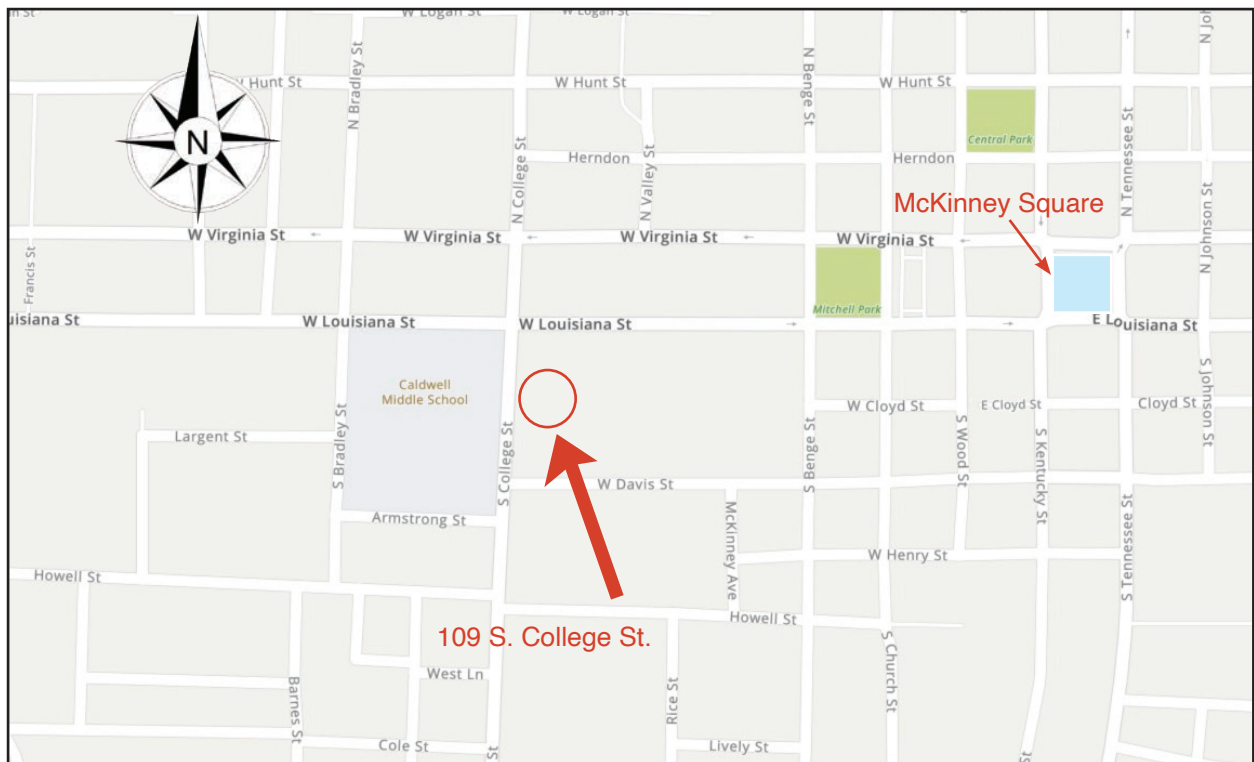 W Logan St
W Logan St
N Bradley St
N Benge St
W Hunt St
W Hunt St
W Hunt St
N
Central Park
N Tennessee St
Herndon
Herndon
N College St
N Valley St
McKinney Square
N Johnson St
W Virginia St
W Virginia St
W Virginia St
W Virginia St
Francis St
Mitchell Park
W Louisiana St
W Louisiana St
E Louisiana St
Caldwell
Middle School
S Johnson St
W Cloyd St
E Cloyd St
Cloyd St
Largent St
S Bradley St
S College St
S Benge St
S Wood St
S Kentucky St
W Davis St
McKinney Ave
Armstrong St
W Henry St
S Tennessee St
Howell St
Howell St
109 S. College St.
S Church St
West Ln
Barnes St
Rice St
Cole St
St
Lively St
St